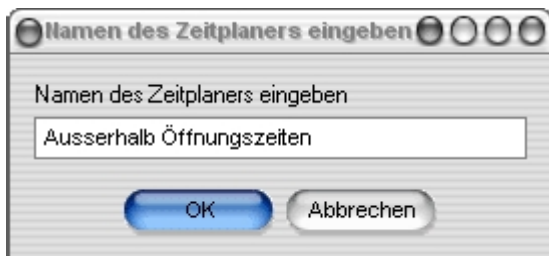 Namen des Zeitplaners eingeben
Namen des Zeitplaners eingeben
Ausserhalb Öffnungszeiten
OK Abbrechen